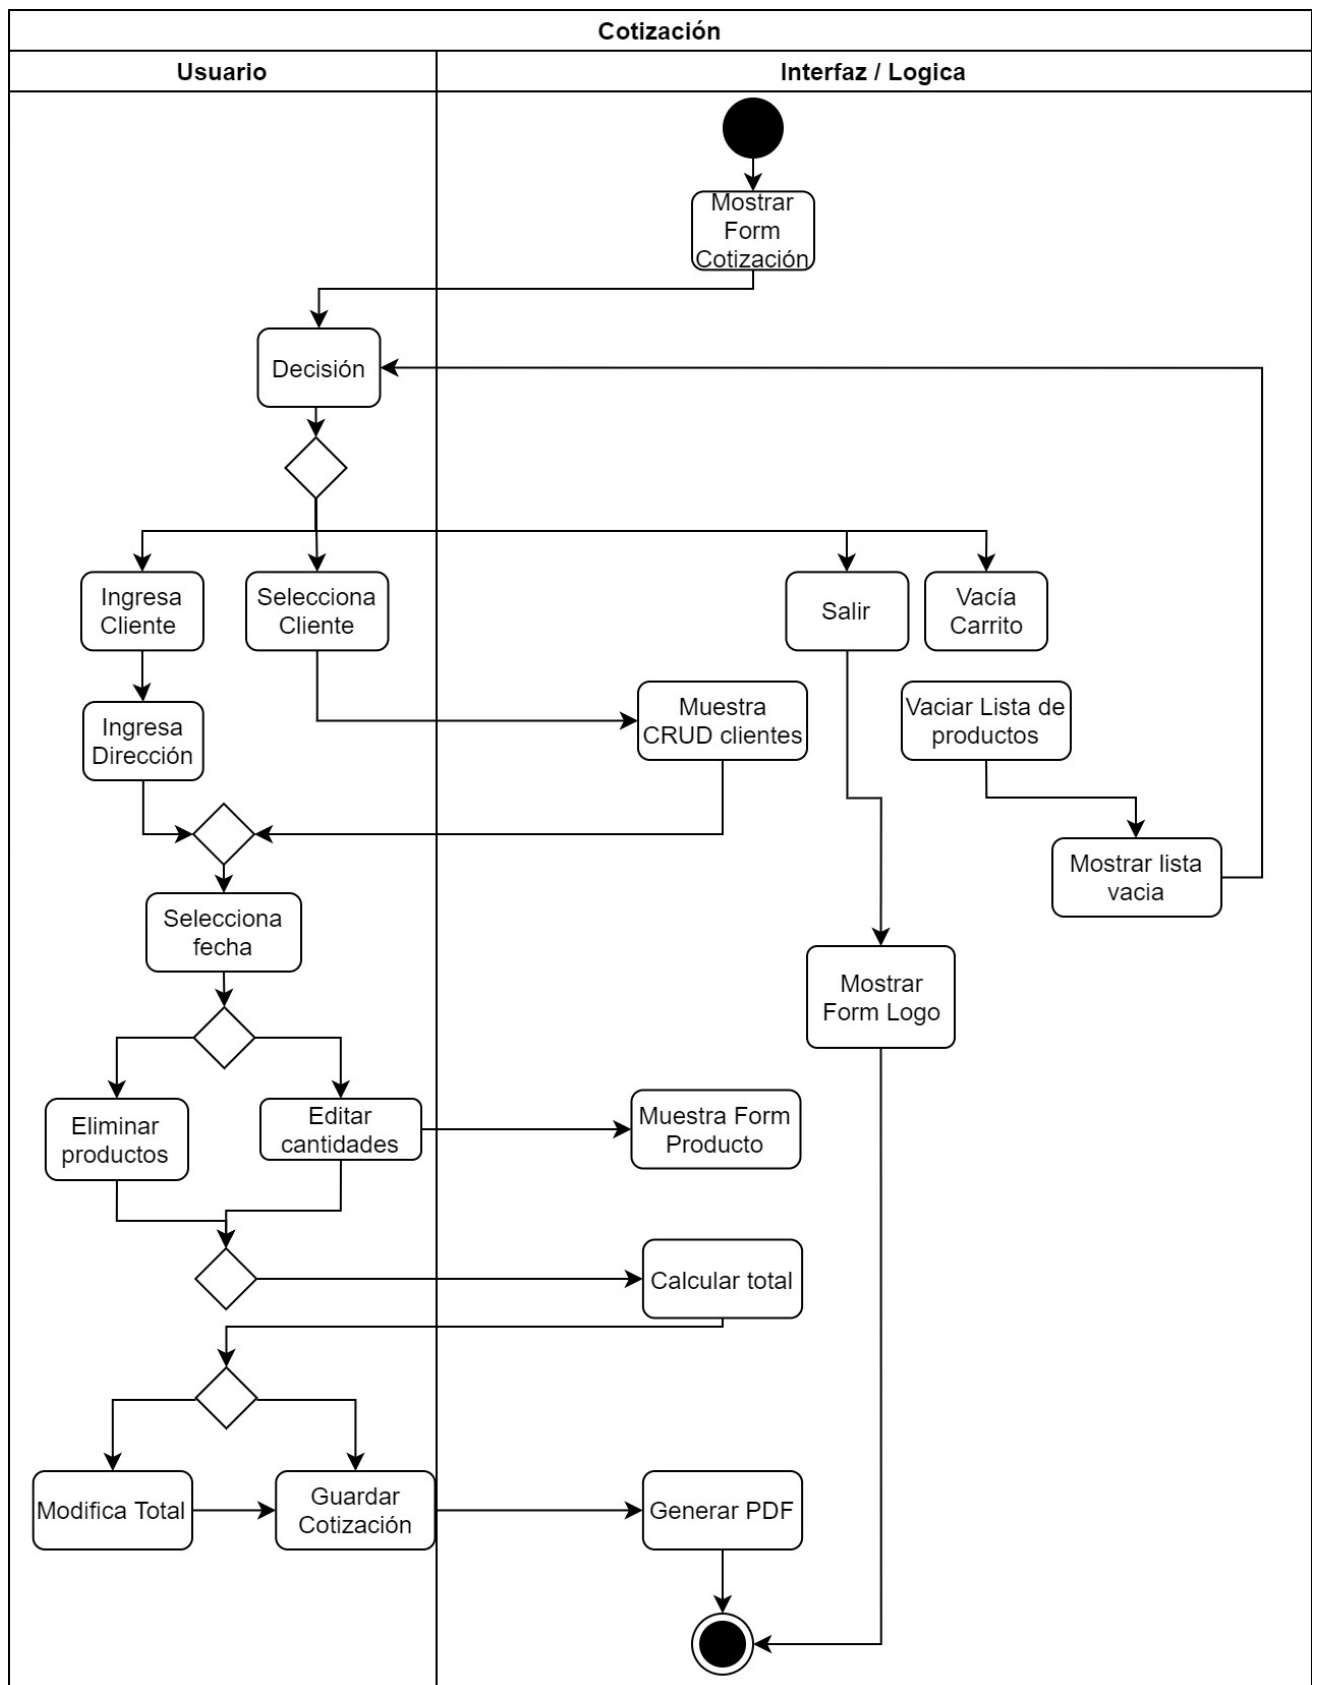 Cotización
Usuario
Interfaz / Logica
Mostrar
Form
Cotización
Decisión
Ingresa
Cliente
Selecciona
Cliente
Salir
Vacía
Carrito
Ingresa
Dirección
Muestra
CRUD clientes
Vaciar Lista de
productos
Mostrar lista
vacia
Selecciona
fecha
Mostrar
Form Logo
Eliminar
productos
Editar
cantidades
Muestra Form
Producto
Calcular total
Modifica Total
Guardar
Cotización
Generar PDF